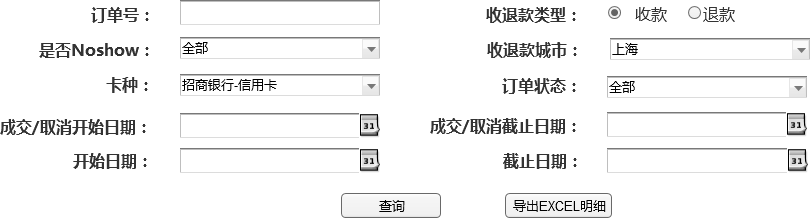 订单号： 收退款类型： 收款 退款
是否Noshow： 全部 收退款城市： 上海
卡种： 招商银行-信用卡 订单状态： 全部
成交/取消开始日期： 31 成交/取消截止日期： 31
开始日期： 31 截止日期： 31
查询 导出EXCEL明细